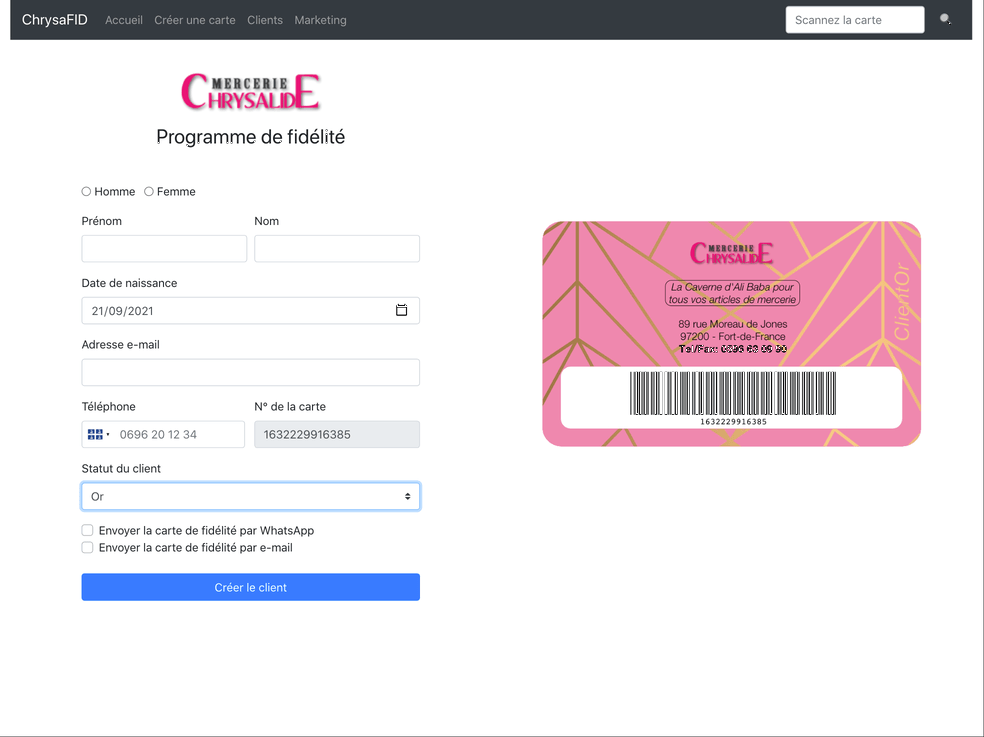 ChrysaFID Accueil Créer une carte Clients Marketing Scannez la carte
MERCERIE
CHRYSALIDE
Programme de fidélité
Homme Femme
Prénom Nom
Date de naissance
21/09/2021
Adresse e-mail
Téléphone N° de la carte
0696 20 12 34 1632229916385
Statut du client
Or
Envoyer la carte de fidélité par WhatsApp
Envoyer la carte de fidélité par e-mail
Créer le client
MERCERIE
CHRYSALIDE
La Caverne d'Ali Baba pour
tous vos articles de mercerie
89 rue Moreau de Jones
97200 - Fort-de-France
Tel/Fax:
1632229916385
ClientOr